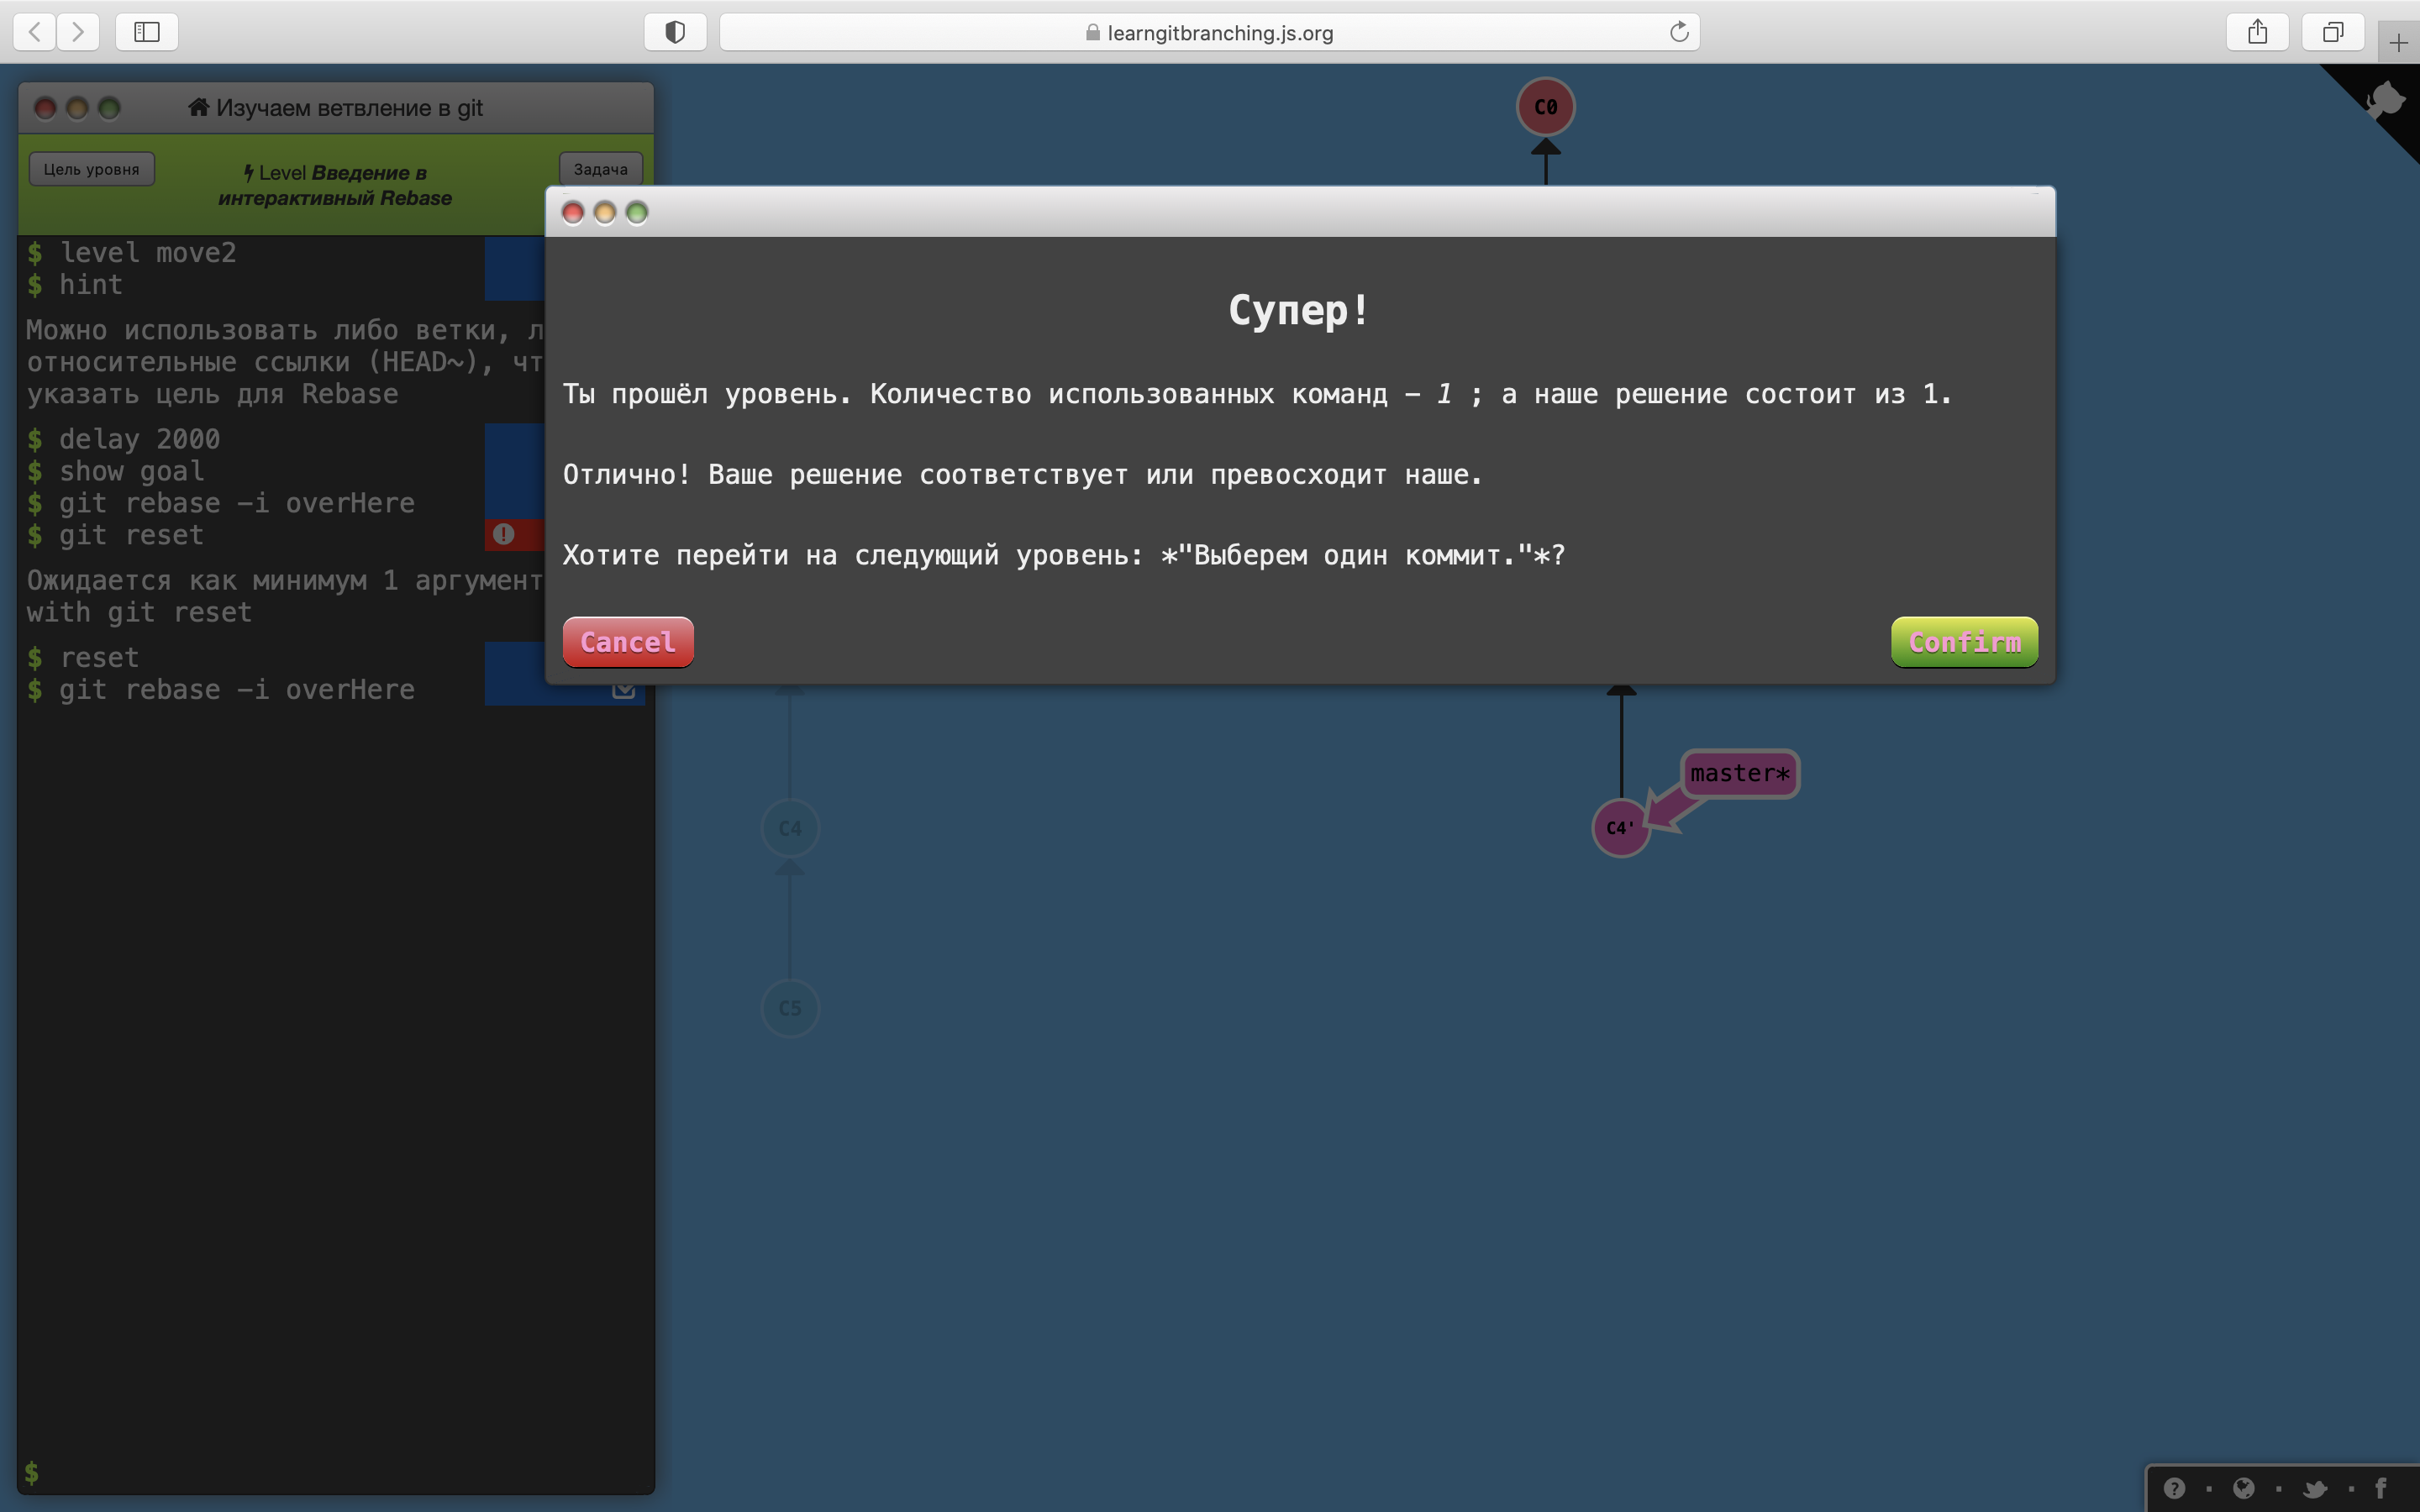 learngitbranching.js.org
Изучаем ветвление в git
Цель уровня
Level Введение в
интерактивный Rebase
Задача
$ level move2
$ hint
Можно использовать либо ветки, л
относительные ссылки (HEAD~), чт
указать цель для Rebase
$ delay 2000
$ show goal
$ git rebase -i overHere
$ git reset
Ожидается как минимум 1 аргумент
with git reset
$ reset
$ git rebase -i overHere
$
C0
Супер!
Ты прошёл уровень. Количество использованных команд – 1 ; а наше решение состоит из 1.
Отлично! Ваше решение соответствует или превосходит наше.
Хотите перейти на следующий уровень: *"Выберем один коммит."*?
Cancel
Confirm
master*
C4
C4'
C5